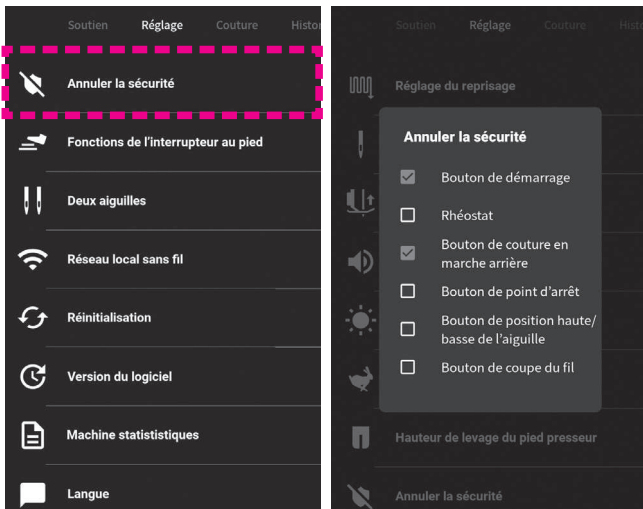 Soutien Réglage Couture Histor
Annuler la sécurité
Fonctions de l'interrupteur au pied
Deux aiguilles
Réseau local sans fil
Réinitialisation
Version du logiciel
Machine statististiques
Langue
Soutien Réglage Couture Histo
Réglage du reprisage
Annuler la sécurité
Bouton de démarrage
Rhéostat
Bouton de couture en
marche arrière
Bouton de point d'arrêt
Bouton de position haute/
basse de l'aiguille
Bouton de coupe du fil
Hauteur de levage du pied presseur
Annuler la sécurité